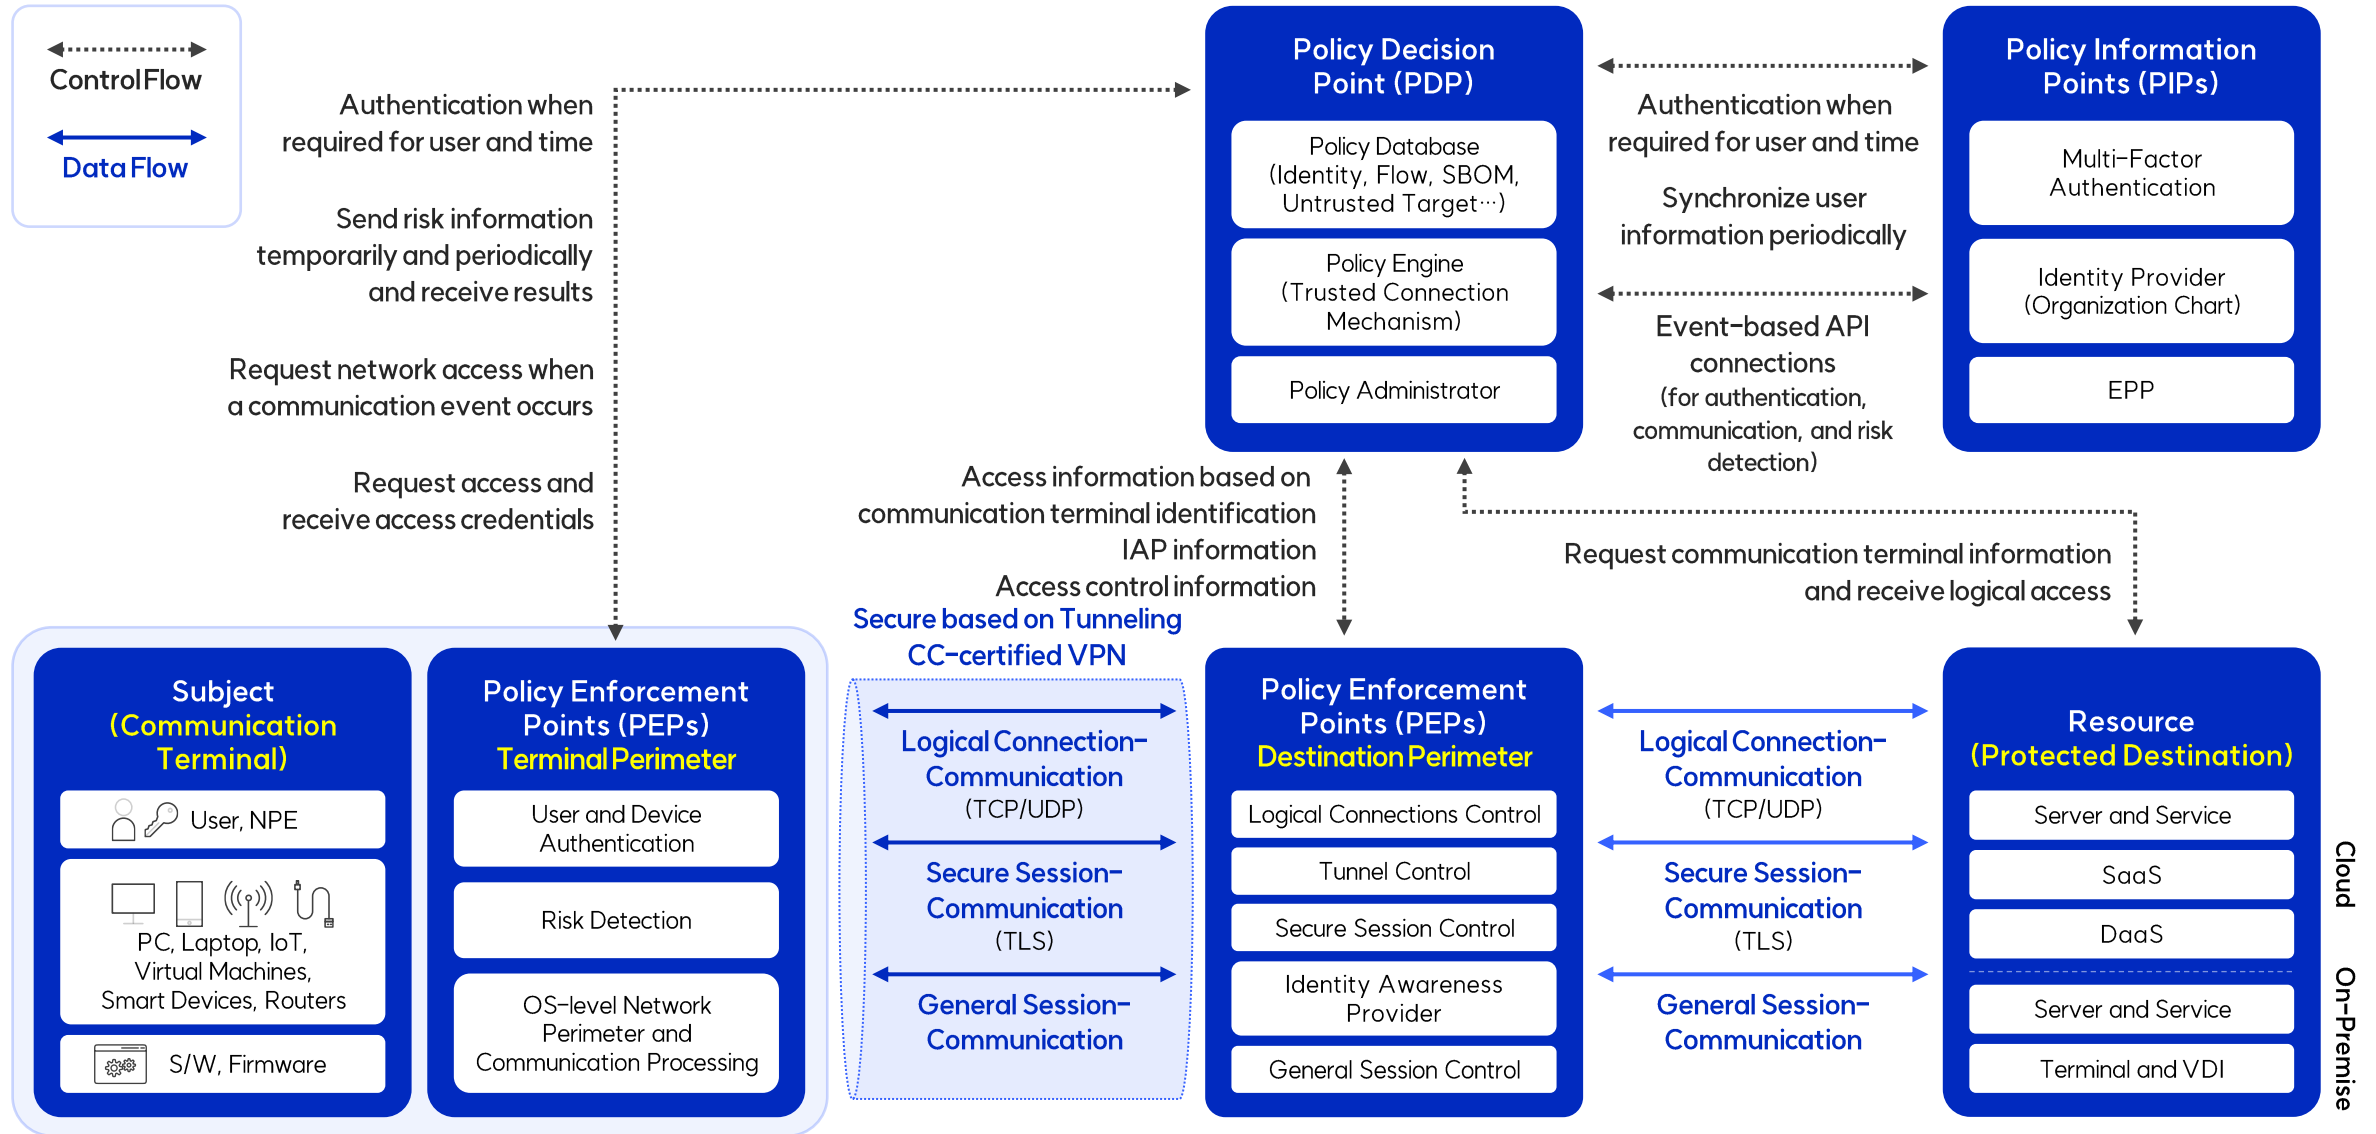 Control Flow
Data Flow
Authentication when
required for user and time
Send risk information
temporarily and periodically
and receive results
Request network access when
a communication event occurs
Request access and
receive access credentials
Policy Decision
Point (PDP)
Policy Database
(Identity, Flow, SBOM,
Untrusted Target…)
Policy Engine
(Trusted Connection
Mechanism)
Policy Administrator
Authentication when
required for user and time
Synchronize user
information periodically
Event-based API
connections
(for authentication,
communication, and risk
detection)
Policy Information
Points (PIPs)
Multi-Factor
Authentication
Identity Provider
(Organization Chart)
EPP
Access information based on
communication terminal identification
IAP information
Access control information
Request communication terminal information
and receive logical access
Subject
(Communication
Terminal)
User, NPE
PC, Laptop, IoT,
Virtual Machines,
Smart Devices, Routers
S/W, Firmware
Policy Enforcement
Points (PEPs)
Terminal Perimeter
User and Device
Authentication
Risk Detection
OS-level Network
Perimeter and
Communication Processing
Secure based on Tunneling
CC-certified VPN
Logical Connection-
Communication
(TCP/UDP)
Secure Session-
Communication
(TLS)
General Session-
Communication
Policy Enforcement
Points (PEPs)
Destination Perimeter
Logical Connections Control
Tunnel Control
Secure Session Control
Identity Awareness
Provider
General Session Control
Logical Connection-
Communication
(TCP/UDP)
Secure Session-
Communication
(TLS)
General Session-
Communication
Resource
(Protected Destination)
Server and Service
SaaS
DaaS
Server and Service
Terminal and VDI
Cloud
On-Premise